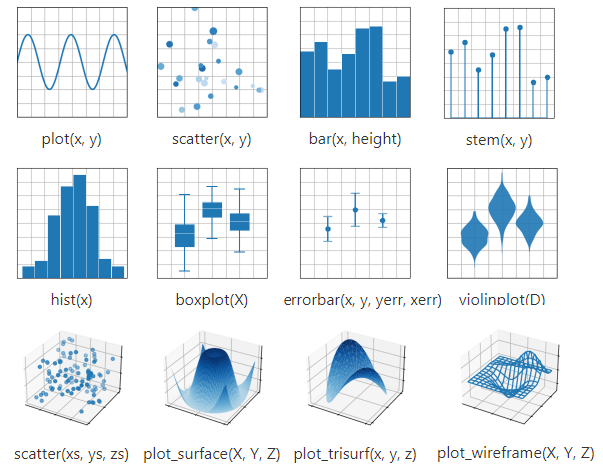 plot(x, y)
scatter(x, y)
bar(x, height)
stem(x, y)
hist(x)
boxplot(X)
errorbar(x, y, yerr, xerr)
violinplot(D)
scatter(xs, ys, zs)
plot_surface(X, Y, Z)
plot_trisurf(x, y, z)
plot_wireframe(X, Y, Z)